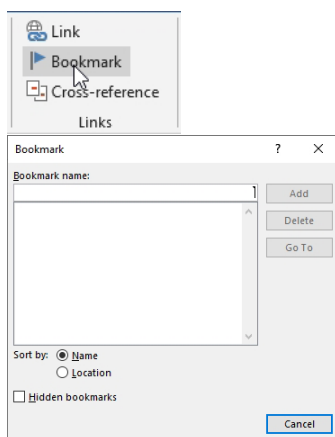 Link
Bookmark
Cross-reference
Links
Bookmark
? ×
Bookmark name:
Add
Delete
Go To
Sort by: Name
Location
Hidden bookmarks
Cancel